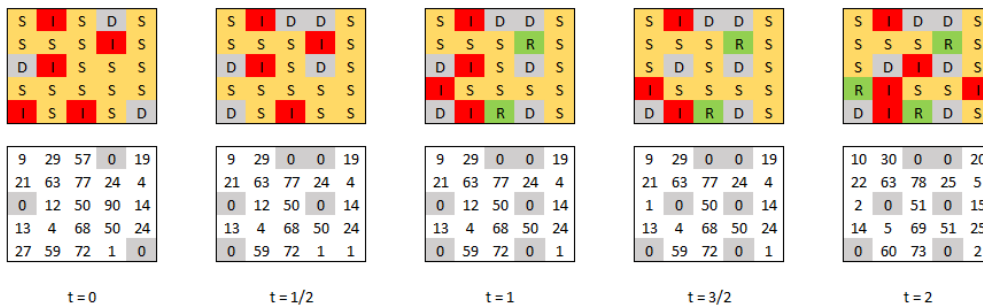 S I S D S S I D D S S I D D S S I D D S S I D D S
S S S I S S S S I S S S S R S S S S R S S S S R S
D I S S S D I S D S D I S D S S D S D S S D I D S
S S S S S S S S S S I S S S S I S S S S R I S S I
I S I S D D S I S S D I R D S D I R D S D I R D S
9 29 57 0 19 9 29 0 0 19 9 29 0 0 19 9 29 0 0 19 10 30 0 0 20
21 63 77 24 4 21 63 77 24 4 21 63 77 24 4 21 63 77 24 4 22 63 78 25 5
0 12 50 90 14 0 12 50 0 14 0 12 50 0 14 1 0 50 0 14 2 0 51 0 15
13 4 68 50 24 13 4 68 50 24 13 4 68 50 24 13 4 68 50 24 14 5 69 51 25
27 59 72 1 0 0 59 72 1 1 0 59 72 0 1 0 59 72 0 1 0 60 73 0 2
t = 0 t = 1/2 t = 1 t = 3/2 t = 2